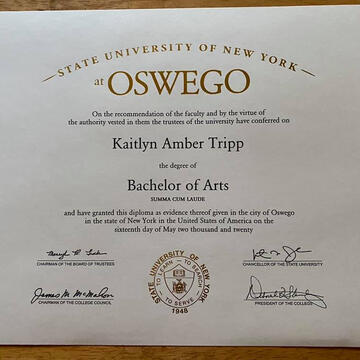 STATE UNIVERSITY OF NEW YORK
at OSWEGO
On the recommendation of the faculty and by the virtue of
the authority vested in them the trustees of the university have conferred on
Kaitlyn Amber Tripp
the degree of
Bachelor of Arts
SUMMA CUM LAUDE
and have granted this diploma as evidence thereof given in the city of Oswego
in the state of New York in the United States of America on the
sixteenth day of May two thousand and twenty
CHAIRMAN OF THE BOARD OF TRUSTEES
CHANCELLOR OF THE STATE UNIVERSITY
James M. McMahon
CHAIRMAN OF THE COLLEGE COUNCIL
PRESIDENT OF THE COLLEGE
STATE UNIVERSITY OF NEW YORK
TO LEARN TO SEARCH
TO SERVE
1948